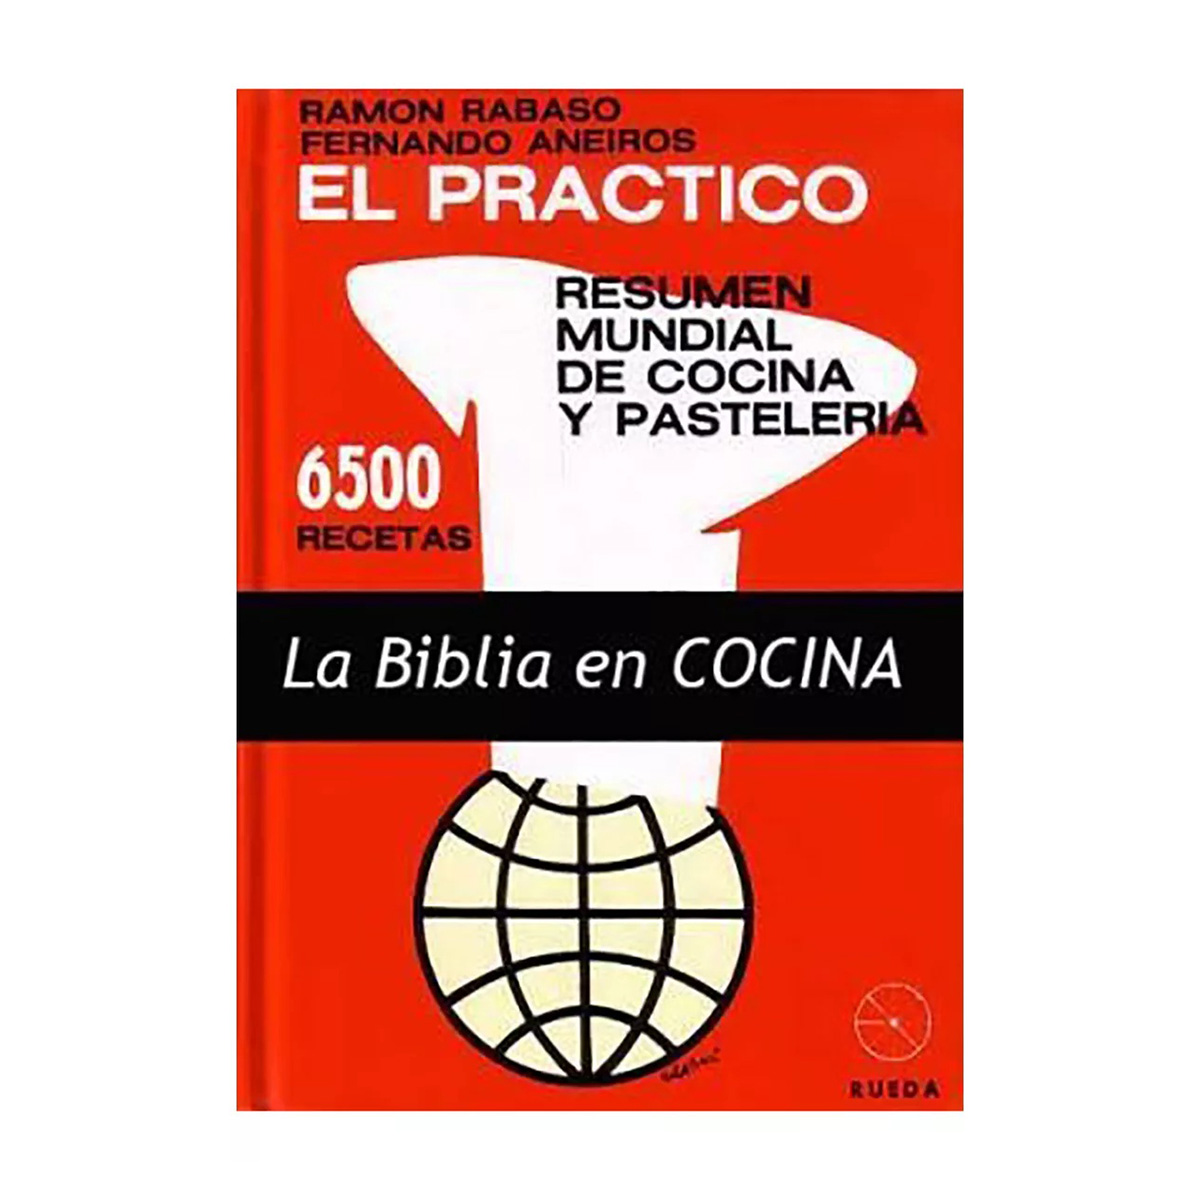 RAMON RABASO
FERNANDO ANEIROS
EL PRACTICO
RESUMEN
MUNDIAL
DE COCINA
Y PASTELERIA
6500
RECETAS
La Biblia en COCINA
RUEDA